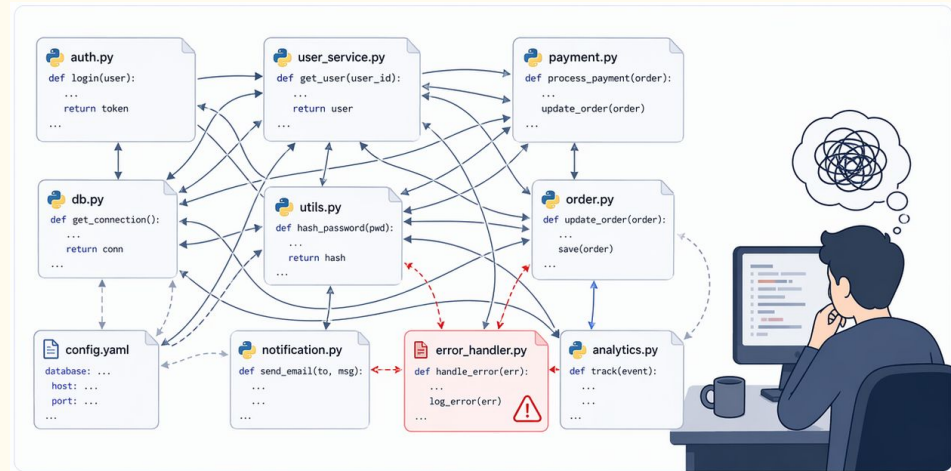 auth.py
def login(user):
...
return token
...
user_service.py
def get_user(user_id):
...
return user
...
payment.py
def process_payment(order):
...
update_order(order)
...
db.py
def get_connection():
...
return conn
...
utils.py
def hash_password(pwd):
...
return hash
...
order.py
def update_order(order):
...
save(order)
...
config.yaml
database: ...
host: ...
port: ...
...
notification.py
def send_email(to, msg):
...
...
...
error_handler.py
def handle_error(err):
...
log_error(err)
...
analytics.py
def track(event):
...
...
...